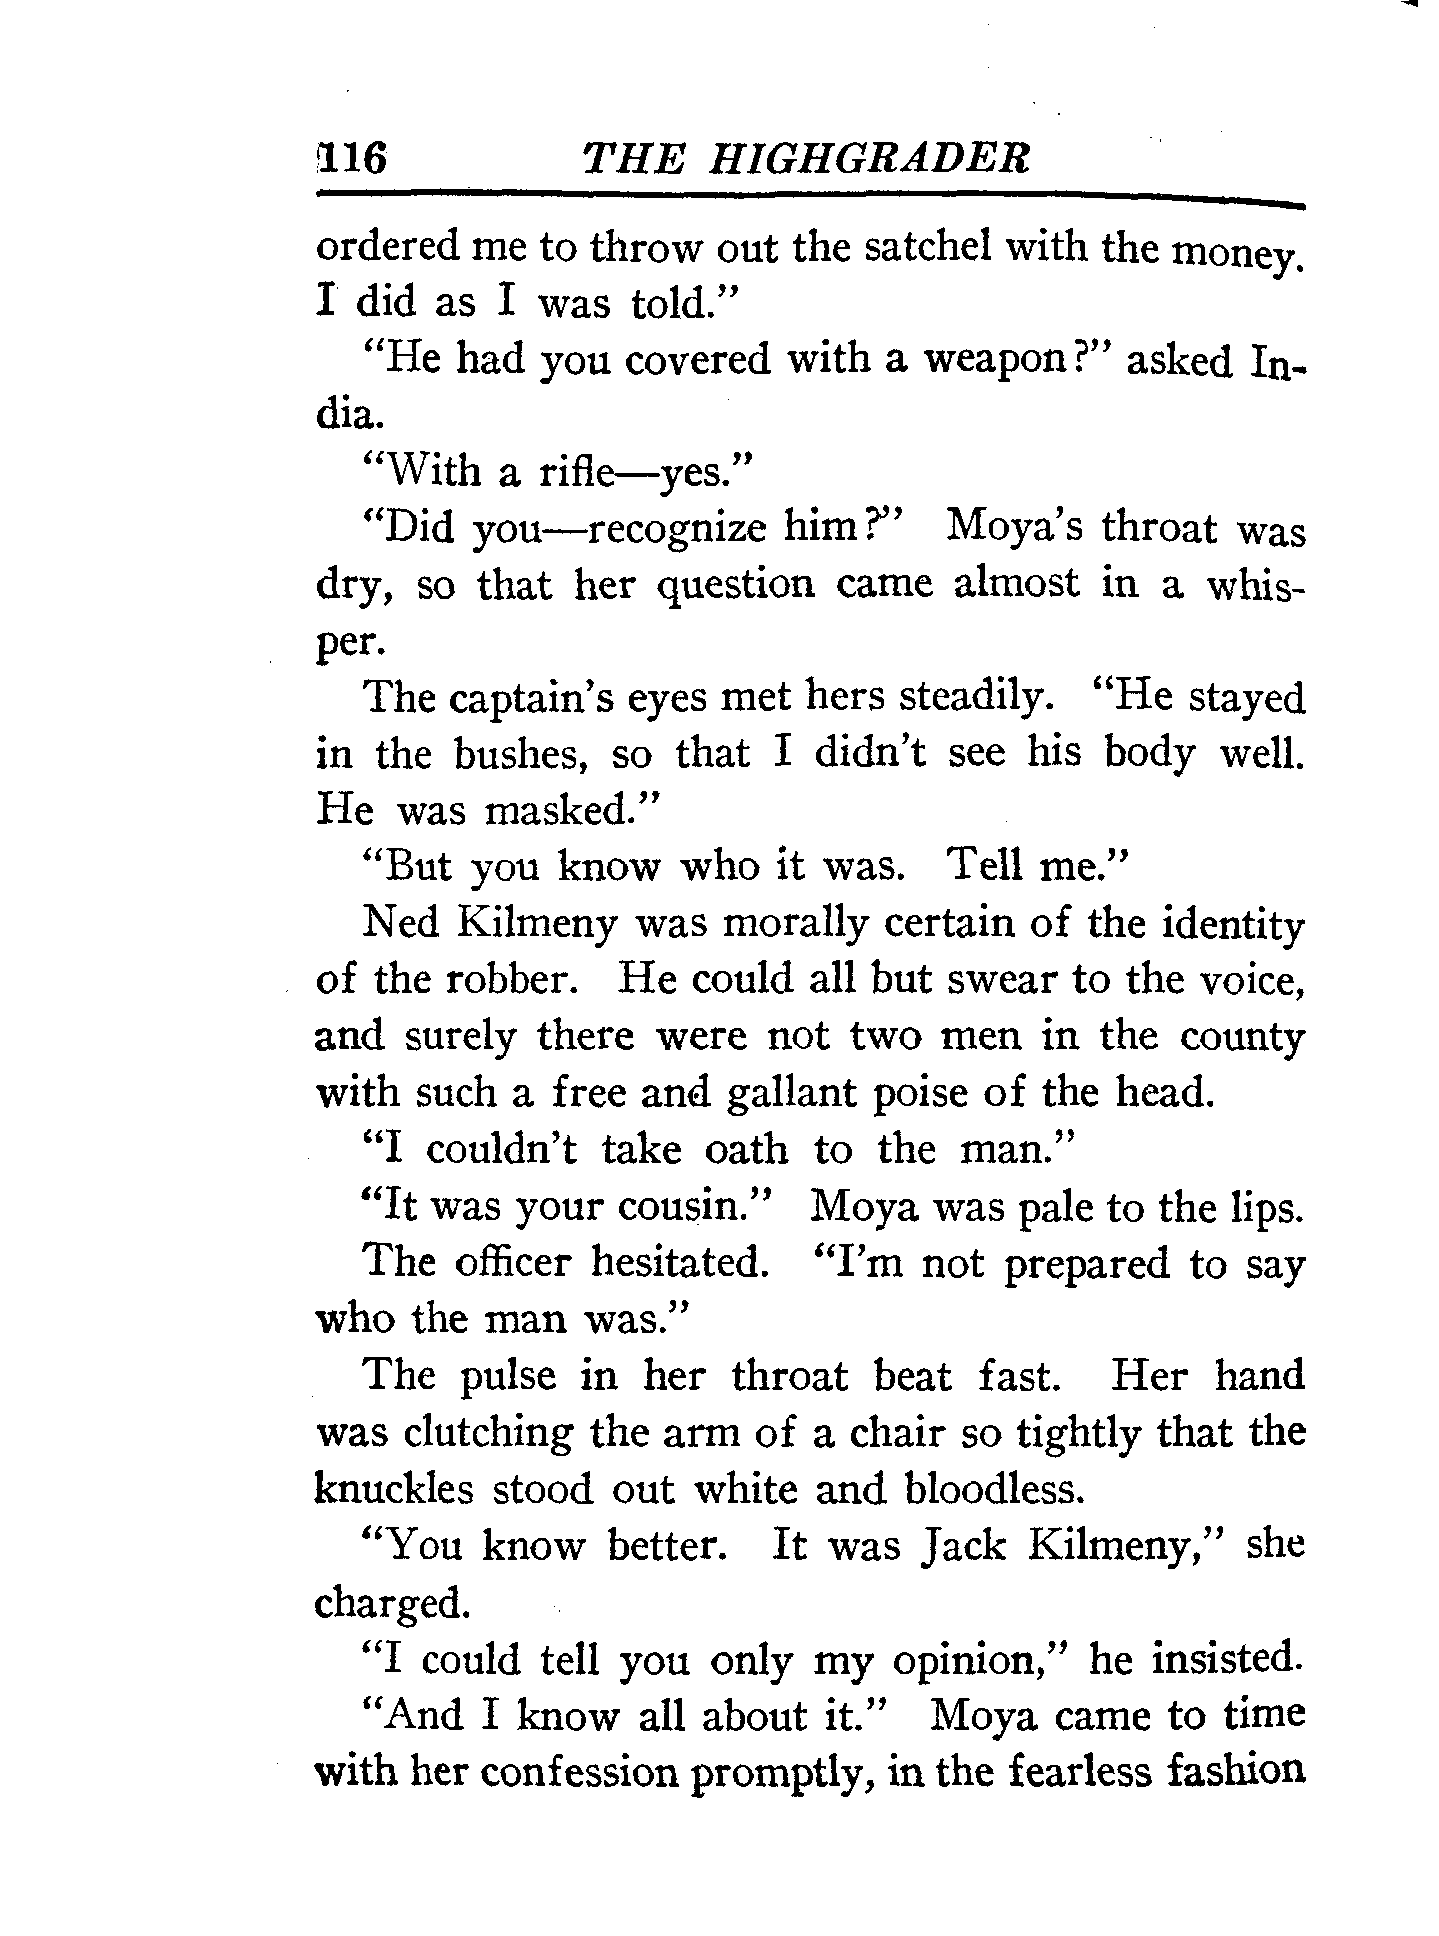 116 THE HIGHGRADER
ordered me to throw out the satchel with the money.
I did as I was told.”
“He had you covered with a weapon?” asked In-
dia.
“With a rifle—yes.”
“Did you—recognize him?” Moya’s throat was
dry, so that her question came almost in a whis-
per.
The captain’s eyes met hers steadily. “He stayed
in the bushes, so that I didn’t see his body well.
He was masked.”
“But you know who it was. Tell me.”
Ned Kilmeny was morally certain of the identity
of the robber. He could all but swear to the voice,
and surely there were not two men in the county
with such a free and gallant poise of the head.
“I couldn’t take oath to the man.”
“It was your cousin.” Moya was pale to the lips.
The officer hesitated. “I’m not prepared to say
who the man was.”
The pulse in her throat beat fast. Her hand
was clutching the arm of a chair so tightly that the
knuckles stood out white and bloodless.
“You know better. It was Jack Kilmeny,” she
charged.
“I could tell you only my opinion,” he insisted.
“And I know all about it.” Moya came to time
with her confession promptly, in the fearless fashion